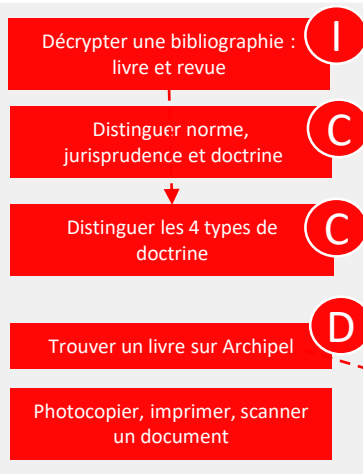 I
Décrypter une bibliographie :
livre et revue
C
Distinguer norme,
jurisprudence et doctrine
C
Distinguer les 4 types de
doctrine
D
Trouver un livre sur Archipel
Photocopier, imprimer, scanner
un document